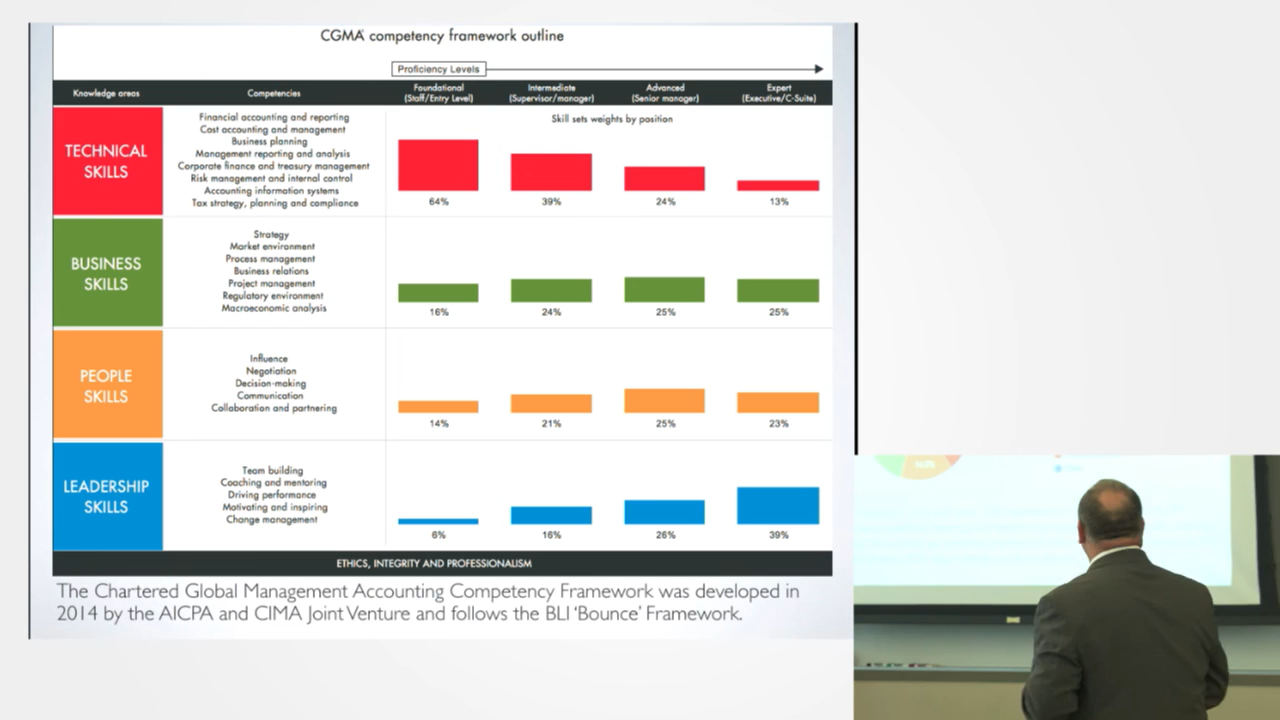 CGMA competency framework outline
Proficiency Levels
Knowledge areas
Competencies
Foundational
(Staff/Entry Level)
Intermediate
(Supervisor/manager)
Advanced
(Senior manager)
Expert
(Executive/C-Suite)
Skill sets weights by position
TECHNICAL
SKILLS
Financial accounting and reporting
Cost accounting and management
Business planning
Management reporting and analysis
Corporate finance and treasury management
Risk management and internal control
Accounting information systems
Tax strategy, planning and compliance
64%
39%
24%
13%
BUSINESS
SKILLS
Strategy
Market environment
Process management
Business relations
Project management
Regulatory environment
Macroeconomic analysis
16%
24%
25%
25%
PEOPLE
SKILLS
Influence
Negotiation
Decision-making
Communication
Collaboration and partnering
14%
21%
25%
23%
LEADERSHIP
SKILLS
Team building
Coaching and mentoring
Driving performance
Motivating and inspiring
Change management
6%
16%
26%
39%
ETHICS, INTEGRITY AND PROFESSIONALISM
The Chartered Global Management Accounting Competency Framework was developed in
2014 by the AICPA and CIMA Joint Venture and follows the BLI ‘Bounce’ Framework.